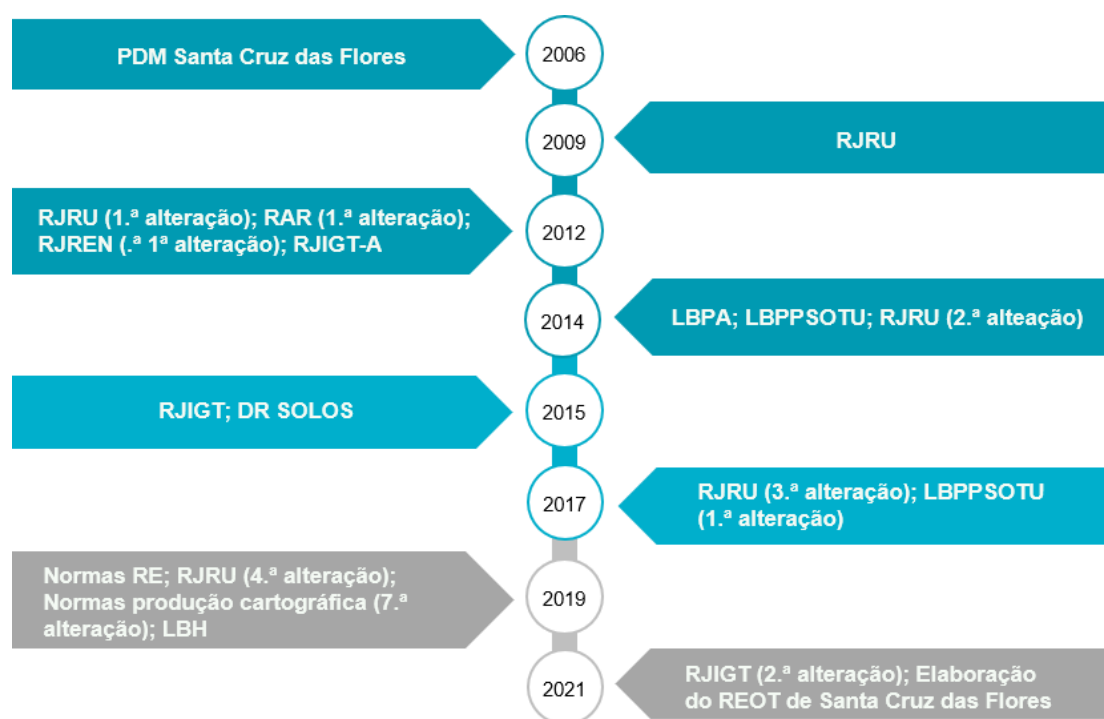 PDM Santa Cruz das Flores
2006
2009
RJRU
RJRU (1.ª alteração); RAR (1.ª alteração);
RJREN (.ª 1ª alteração); RJIGT-A
2012
2014
LBPA; LBPPSOTU; RJRU (2.ª alteação)
RJIGT; DR SOLOS
2015
2017
RJRU (3.ª alteração); LBPPSOTU
(1.ª alteração)
Normas RE; RJRU (4.ª alteração);
Normas produção cartográfica (7.ª
alteração); LBH
2019
2021
RJIGT (2.ª alteração); Elaboração
do REOT de Santa Cruz das Flores